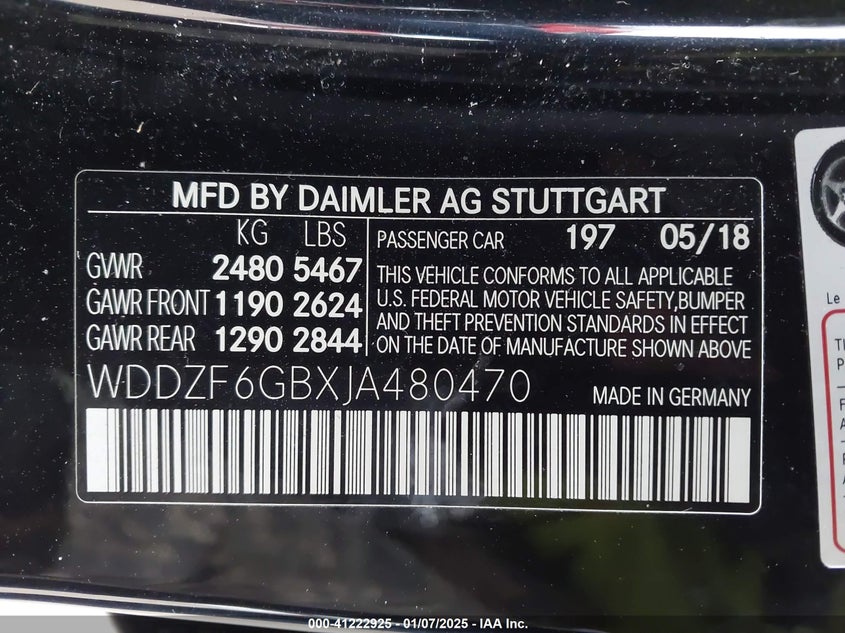 MFD BY DAIMLER AG STUTTGART
KG LBS
GVWR 2480 5467
GAWR FRONT 1190 2624
GAWR REAR 1290 2844
PASSENGER CAR 197 05/18
THIS VEHICLE CONFORMS TO ALL APPLICABLE
U.S. FEDERAL MOTOR VEHICLE SAFETY,BUMPER
AND THEFT PREVENTION STANDARDS IN EFFECT
ON THE DATE OF MANUFACTURE SHOWN ABOVE
WDDZF6GBXJA480470
MADE IN GERMANY
Le
000-41222925 - 01/07/2025 - IAA Inc.